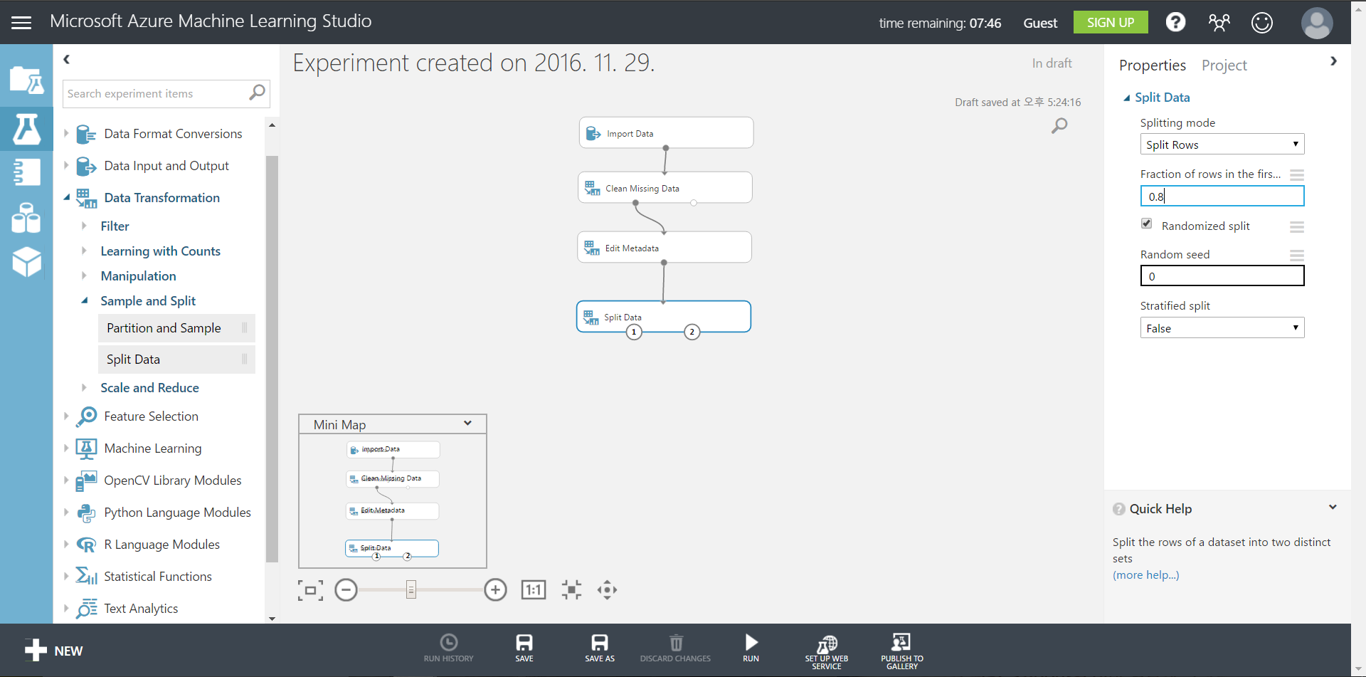 Microsoft Azure Machine Learning Studio
time remaining: 07:46
Guest
SIGN UP
?
Search experiment items
Data Format Conversions
Data Input and Output
Data Transformation
Filter
Learning with Counts
Manipulation
Sample and Split
Partition and Sample
Split Data
Scale and Reduce
Feature Selection
Machine Learning
OpenCV Library Modules
Python Language Modules
R Language Modules
Statistical Functions
Text Analytics
Experiment created on 2016. 11. 29.
In draft
Draft saved at 오후 5:24:16
Import Data
Clean Missing Data
Edit Metadata
Split Data
1
2
Mini Map
Import Data
Clean Missing Data
Edit Metadata
Split Data
1
2
1:1
Properties
Project
Split Data
Splitting mode
Split Rows
Fraction of rows in the firs...
0.8
Randomized split
Random seed
0
Stratified split
False
? Quick Help
Split the rows of a dataset into two distinct
sets
(more help...)
NEW
RUN HISTORY
SAVE
SAVE AS
DISCARD CHANGES
RUN
SET UP WEB
SERVICE
PUBLISH TO
GALLERY